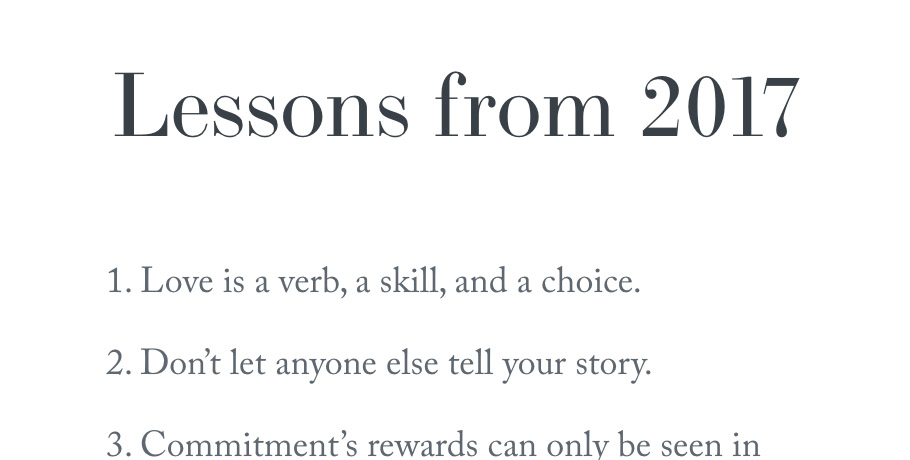 Lessons from 2017
1. Love is a verb, a skill, and a choice.
2. Don’t let anyone else tell your story.
3. Commitment’s rewards can only be seen in